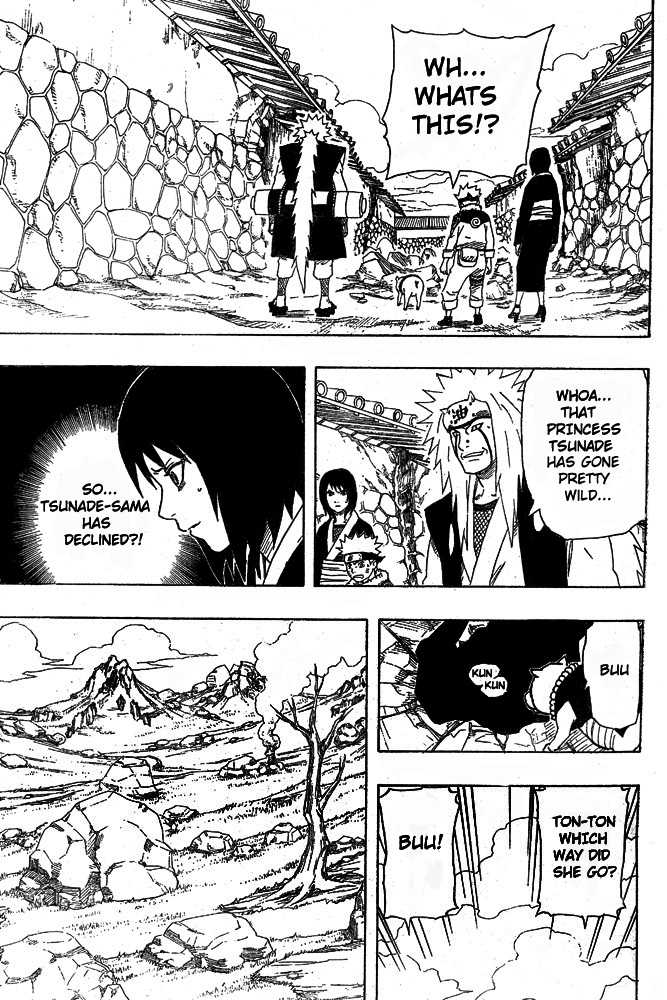 WH...
WHATS
THIS!?
WHOA...
THAT
PRINCESS
TSUNADE
HAS GONE
PRETTY
WILD...
油
SO...
TSUNADE-SAMA
HAS
DECLINED?!
BUU
KUN
KUN
TON-TON
WHICH
WAY DID
SHE GO?
BUU!